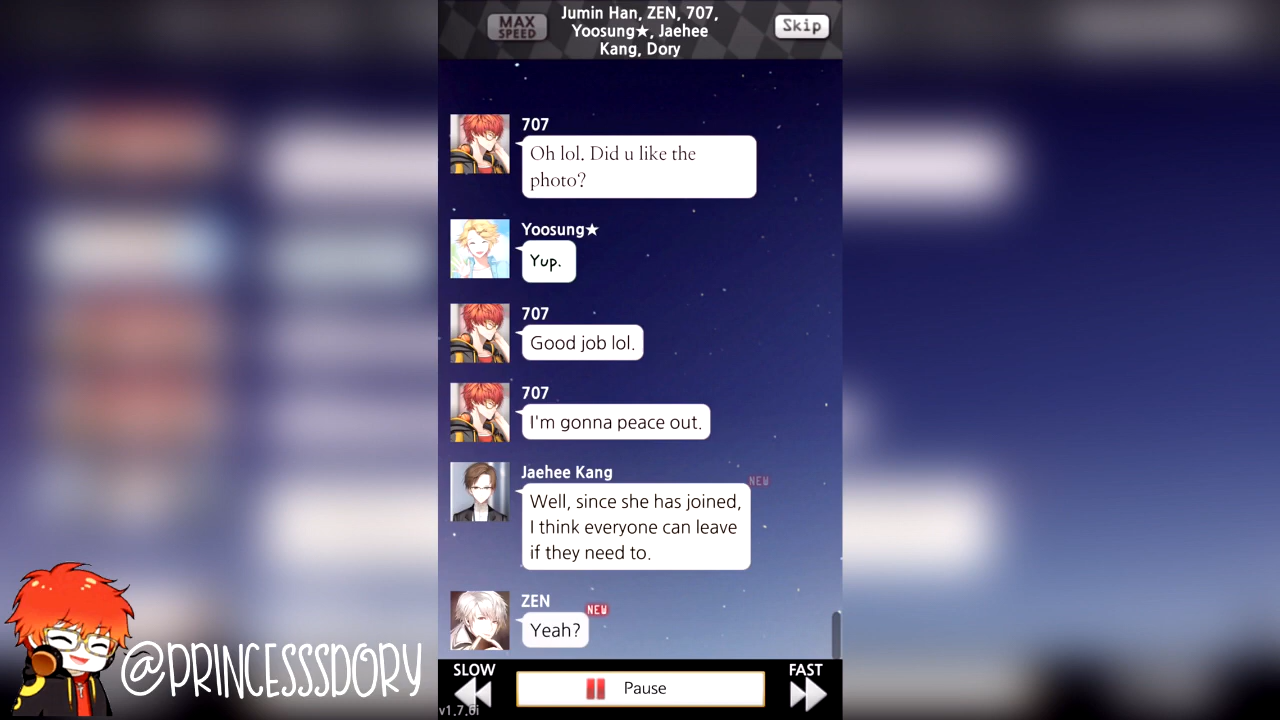 MAX
SPEED
Jumin Han, ZEN, 707,
Yoosung★, Jaehee
Kang, Dory
Skip
707
Oh lol. Did u like the
photo?
Yoosung★
Yup.
707
Good job lol.
707
I'm gonna peace out.
Jaehee Kang
NEW
Well, since she has joined,
I think everyone can leave
if they need to.
ZEN
NEW
Yeah?
SLOW
Pause
FAST
v1.7.6i
@PRINCESSSDORY